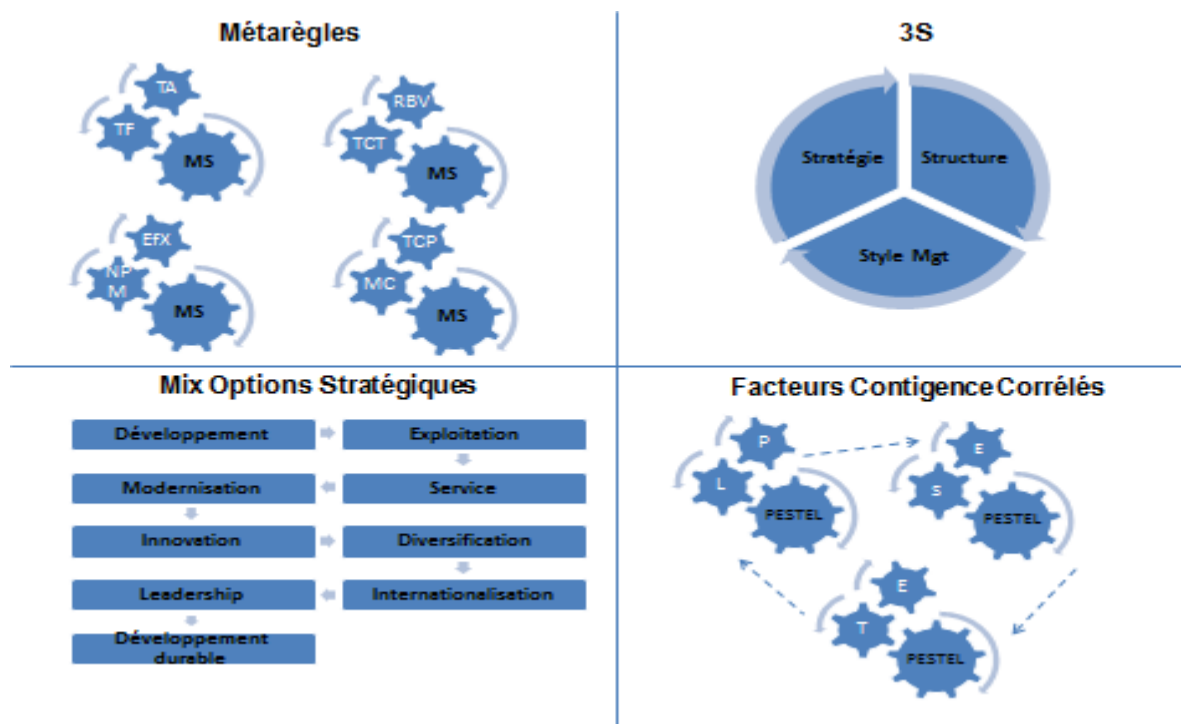 Métarègles
TA
TF
MS
RBV
TCT
MS
EfX
NP
M
MS
TCP
MC
MS
3S
Stratégie
Structure
Style Mgt
Mix Options Stratégiques
Développement
Exploitation
Modernisation
Service
Innovation
Diversification
Leadership
Internationalisation
Développement
durable
Facteurs Contigence Corrélés
P
L
PESTEL
E
s
PESTEL
E
T
PESTEL